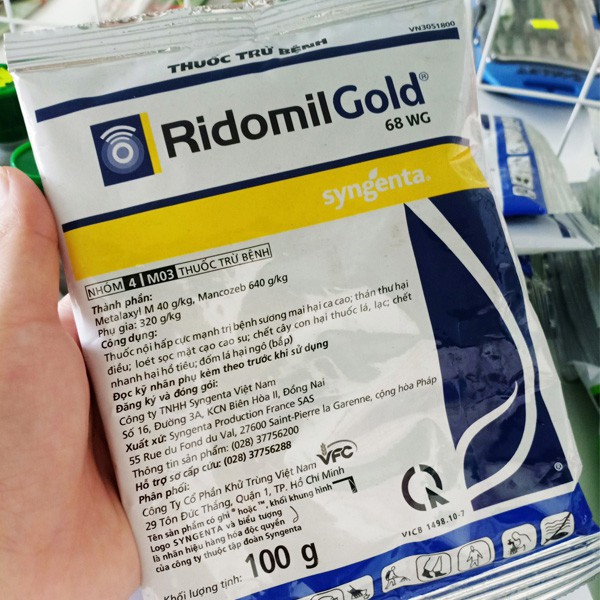 VN3051800
THUỐC TRỪ BỆNH
RidomilGold®
68 WG
syngenta®
NHÓM 4 M03 THUỐC TRỪ BỆNH
Thành phần:
Metalaxyl M 40 g/kg, Mancozeb 640 g/kg
Phụ gia: 320 g/kg
Công dụng:
Thuốc nội hấp cực mạnh trị bệnh sương mai hại ca cao; thán thư hại
điều; loét sọc mặt cạo cao su; chết cây con hại thuốc lá, lạc; chết
nhanh hại hồ tiêu; đốm lá hại ngô (bắp)
Đọc kỹ nhãn phụ kèm theo trước khi sử dụng
Đăng ký và đóng gói:
Công ty TNHH Syngenta Việt Nam
Số 16, Đường 3A, KCN Biên Hòa II, Đồng Nai
Xuất xứ: Syngenta Production France SAS
55 Rue du Fond du Val, 27600 Saint-Pierre la Garenne, cộng hòa Pháp
Thông tin sản phẩm: (028) 37756200
Hỗ trợ sơ cấp cứu: (028) 37756288
Phân phối:
VFC
Công Ty Cổ Phần Khử Trùng Việt Nam
29 Tôn Đức Thắng, Quận 1, TP. Hồ Chí Minh
Tên sản phẩm có ghi ® hoặc ™, khối khung hình
Logo SYNGENTA và biểu tượng
là nhãn hiệu hàng hóa độc quyền
của công ty thuộc tập đoàn Syngenta
VICB 1498.10-7
Khối lượng tịnh: 100 g